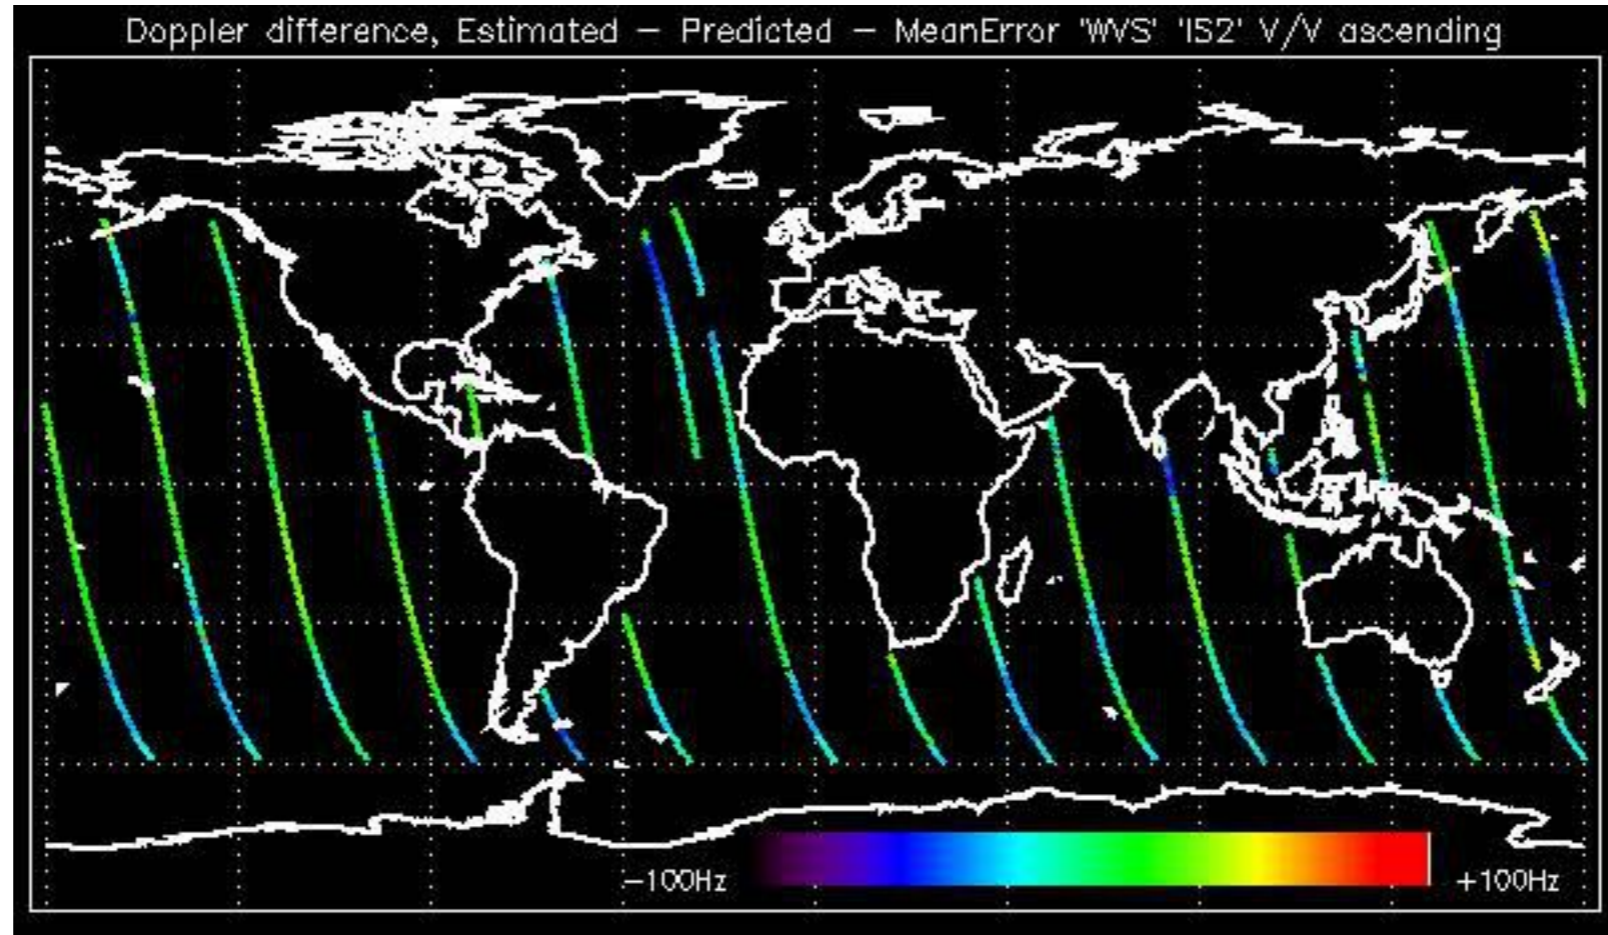 Doppler difference, Estimated — Predicted — MeanError 'WVS' 'IS2' V/V ascending
−100Hz
+100Hz